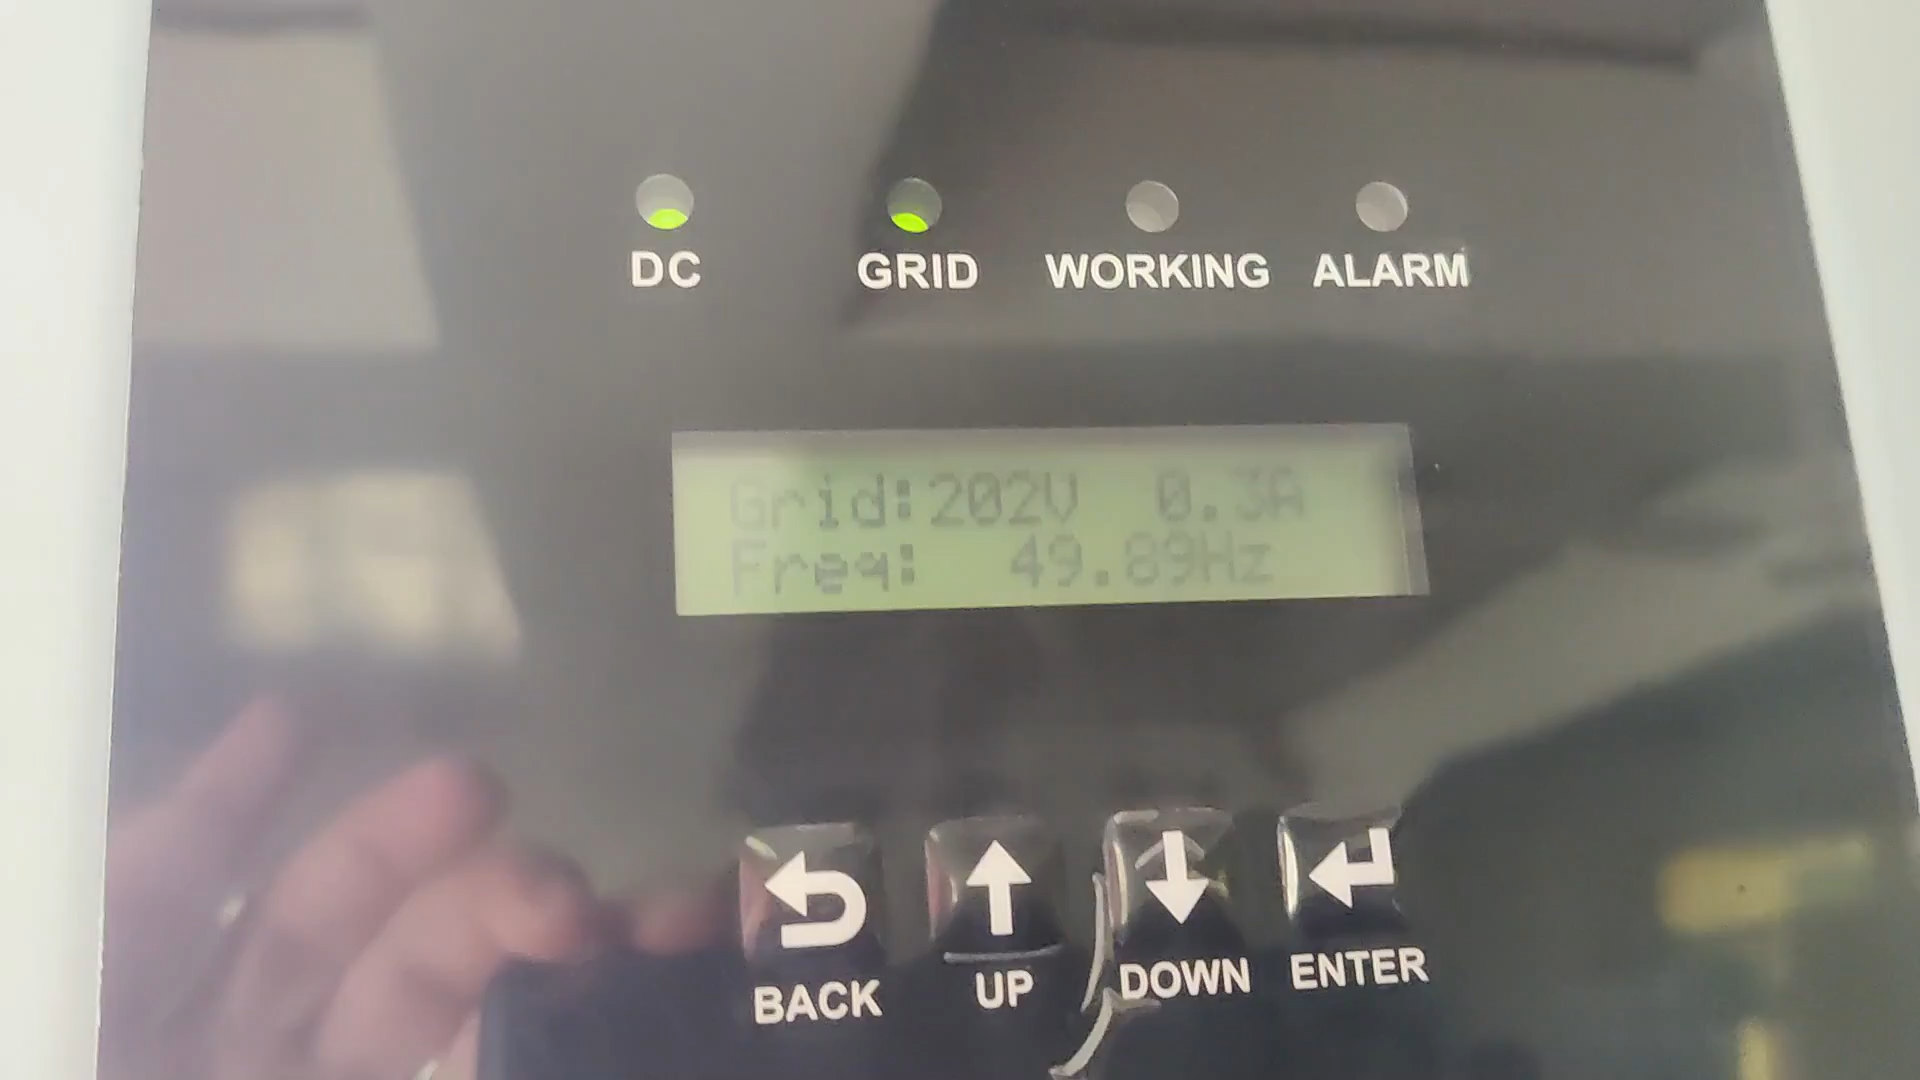 DC GRID WORKING ALARM
Grid:202V 0.3A
Freq: 49.89Hz
BACK UP DOWN ENTER